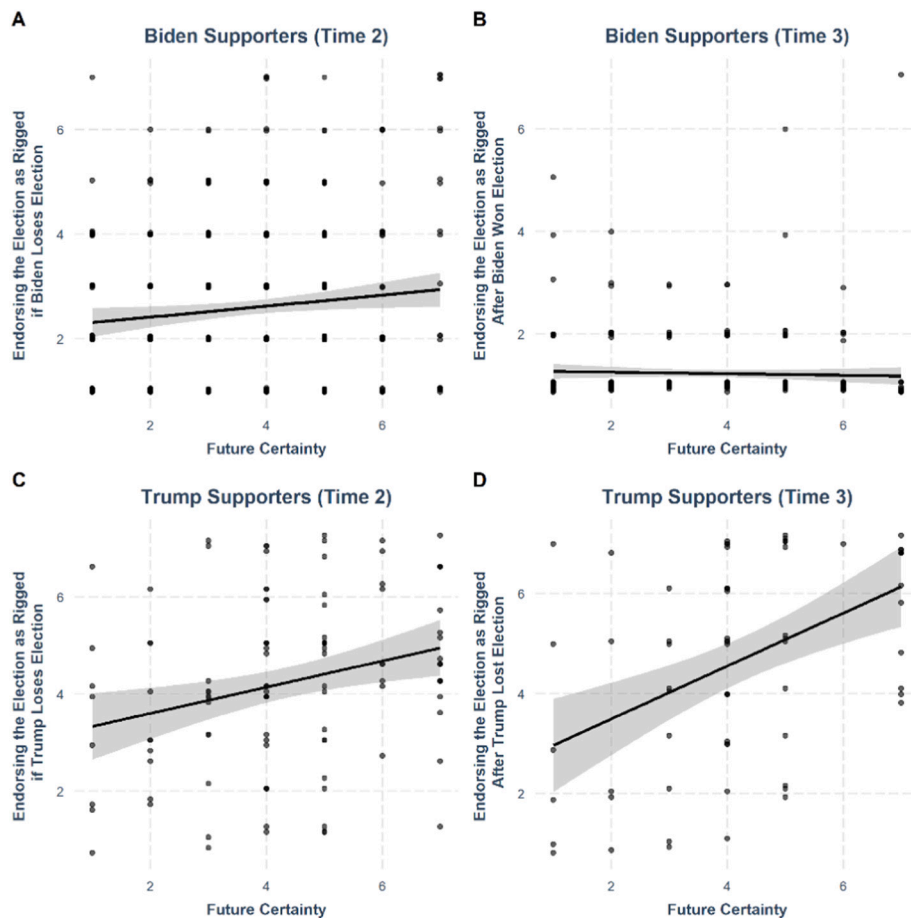 A
Biden Supporters (Time 2)
Endorsing the Election as Rigged
if Biden Loses Election
6
4
2
2
4
6
Future Certainty
B
Biden Supporters (Time 3)
Endorsing the Election as Rigged
After Biden Won Election
6
4
2
2
4
6
Future Certainty
C
Trump Supporters (Time 2)
Endorsing the Election as Rigged
if Trump Loses Election
6
4
2
2
4
6
Future Certainty
D
Trump Supporters (Time 3)
Endorsing the Election as Rigged
After Trump Lost Election
6
4
2
2
4
6
Future Certainty